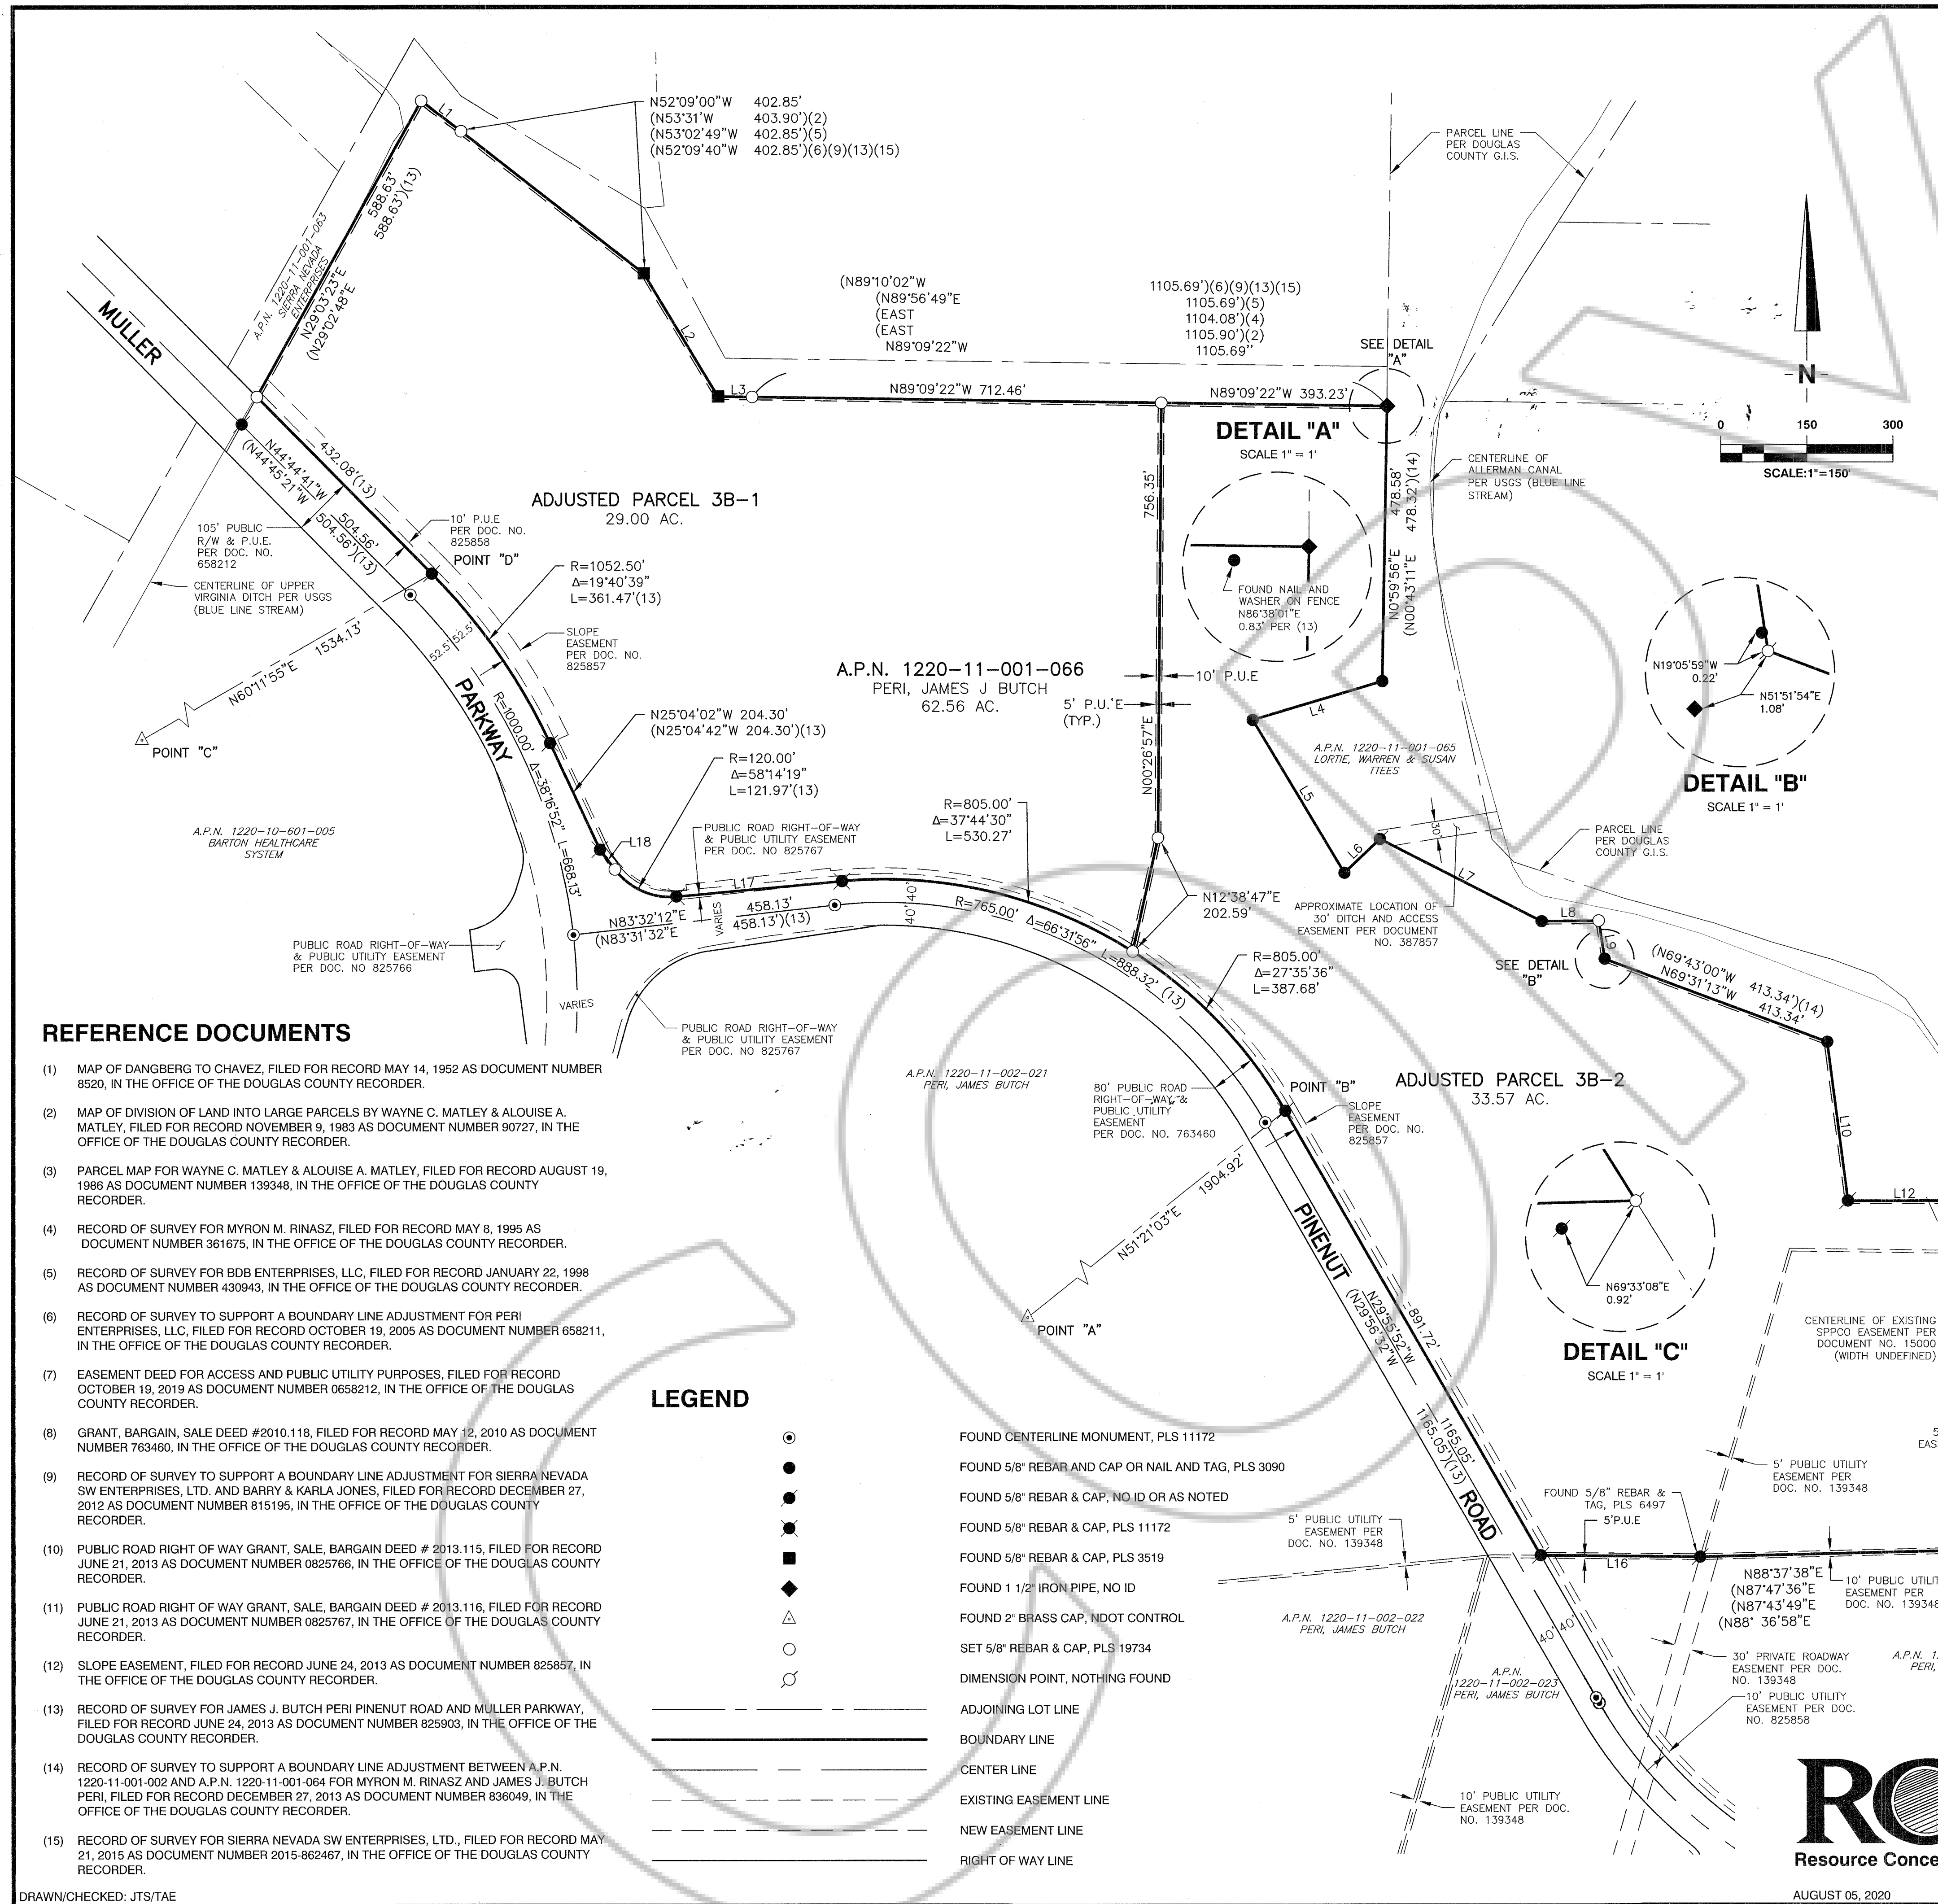 N52°09'00"W 402.85'
(N53°31'W 403.90')(2)
(N53°02'49"W 402.85')(5)
(N52°09'40"W 402.85')(6)(9)(13)(15)
L1
PARCEL LINE
PER DOUGLAS
COUNTY G.I.S.
588.63'
588.63')(13)
A.P.N. 1220-11-001-063
SIERRA NEVADA
ENTERPRISES
N29°03'23"E
(N29°02'48"E
MULLER
L2
(N89°10'02"W 1105.69')(6)(9)(13)(15)
(N89°56'49"E 1105.69')(5)
(EAST 1104.08')(4)
(EAST 1105.90')(2)
N89°09'22"W 1105.69''
SEE DETAIL
"A"
N
L3
N89°09'22"W 712.46'
N89°09'22"W 393.23'
DETAIL "A"
SCALE 1" = 1'
0 150 300
SCALE:1"=150'
432.08'(13)
N44°44'41"W
(N44°45'21"W
504.56'
504.56')(13)
105' PUBLIC
R/W & P.U.E.
PER DOC. NO.
658212
10' P.U.E
PER DOC. NO.
825858
POINT "D"
ADJUSTED PARCEL 3B-1
29.00 AC.
756.35'
478.58'
478.32')(14)
N0°59'56"E
(N00°43'11"E
CENTERLINE OF
ALLERMAN CANAL
PER USGS (BLUE LINE
STREAM)
CENTERLINE OF UPPER
VIRGINIA DITCH PER USGS
(BLUE LINE STREAM)
R=1052.50'
Δ=19°40'39"
L=361.47'(13)
FOUND NAIL AND
WASHER ON FENCE
N86°38'01"E
0.83' PER (13)
52.5' 52.5'
SLOPE
EASEMENT
PER DOC. NO.
825857
N60°11'55"E 1534.13'
POINT "C"
PARKWAY
A.P.N. 1220-11-001-066
PERI, JAMES J BUTCH
62.56 AC.
10' P.U.E
5' P.U.E
(TYP.)
N00°26'57"E
L4
N19°05'59"W
0.22'
N51°51'54"E
1.08'
DETAIL "B"
SCALE 1" = 1'
R=1000.00' Δ=38°16'52" L=668.13'
N25°04'02"W 204.30'
(N25°04'42"W 204.30')(13)
R=120.00'
Δ=58°14'19"
L=121.97'(13)
A.P.N. 1220-11-001-065
LORTIE, WARREN & SUSAN
TTEES
L5
R=805.00'
Δ=37°44'30"
L=530.27'
A.P.N. 1220-10-601-005
BARTON HEALTHCARE
SYSTEM
L18
PUBLIC ROAD RIGHT-OF-WAY
& PUBLIC UTILITY EASEMENT
PER DOC. NO 825767
30'
L6
L7
PARCEL LINE
PER DOUGLAS
COUNTY G.I.S.
L17
N83°32'12"E
(N83°31'32"E
458.13'
458.13')(13)
VARIES
40' 40'
R=765.00' Δ=66°31'56" L=888.32' (13)
N12°38'47"E
202.59'
APPROXIMATE LOCATION OF
30' DITCH AND ACCESS
EASEMENT PER DOCUMENT
NO. 387857
L8
L9
SEE DETAIL
"B"
(N69°43'00"W 413.34')(14)
N69°31'13"W 413.34'
PUBLIC ROAD RIGHT-OF-WAY
& PUBLIC UTILITY EASEMENT
PER DOC. NO 825766
VARIES
R=805.00'
Δ=27°35'36"
L=387.68'
PUBLIC ROAD RIGHT-OF-WAY
& PUBLIC UTILITY EASEMENT
PER DOC. NO 825767
A.P.N. 1220-11-002-021
PERI, JAMES BUTCH
80' PUBLIC ROAD
RIGHT-OF-WAY &
PUBLIC UTILITY
EASEMENT
PER DOC. NO. 763460
POINT "B"
SLOPE
EASEMENT
PER DOC. NO.
825857
ADJUSTED PARCEL 3B-2
33.57 AC.
L10
L12
N51°21'03"E 1904.92'
POINT "A"
PINENUT
N29°55'52"W
(N29°56'32"W
891.72'
1165.05'
1165.05')(13)
ROAD
N69°33'08"E
0.92'
DETAIL "C"
SCALE 1" = 1'
CENTERLINE OF EXISTING
SPPCO EASEMENT PER
DOCUMENT NO. 15000
(WIDTH UNDEFINED)
5
EAS
5' PUBLIC UTILITY
EASEMENT PER
DOC. NO. 139348
FOUND 5/8" REBAR &
TAG, PLS 6497
5'P.U.E
5' PUBLIC UTILITY
EASEMENT PER
DOC. NO. 139348
L16
N88°37'38"E
(N87°47'36"E
(N87°43'49"E
(N88° 36'58"E
10' PUBLIC UTILIT
EASEMENT PER
DOC. NO. 139348
A.P.N. 1220-11-002-022
PERI, JAMES BUTCH
40' 40'
A.P.N.
1220-11-002-023
PERI, JAMES BUTCH
30' PRIVATE ROADWAY
EASEMENT PER DOC.
NO. 139348
A.P.N. 1
PERI,
10' PUBLIC UTILITY
EASEMENT PER DOC.
NO. 825858
10' PUBLIC UTILITY
EASEMENT PER DOC.
NO. 139348
REFERENCE DOCUMENTS
(1) MAP OF DANGBERG TO CHAVEZ, FILED FOR RECORD MAY 14, 1952 AS DOCUMENT NUMBER
8520, IN THE OFFICE OF THE DOUGLAS COUNTY RECORDER.
(2) MAP OF DIVISION OF LAND INTO LARGE PARCELS BY WAYNE C. MATLEY & ALOUISE A.
MATLEY, FILED FOR RECORD NOVEMBER 9, 1983 AS DOCUMENT NUMBER 90727, IN THE
OFFICE OF THE DOUGLAS COUNTY RECORDER.
(3) PARCEL MAP FOR WAYNE C. MATLEY & ALOUISE A. MATLEY, FILED FOR RECORD AUGUST 19,
1986 AS DOCUMENT NUMBER 139348, IN THE OFFICE OF THE DOUGLAS COUNTY
RECORDER.
(4) RECORD OF SURVEY FOR MYRON M. RINASZ, FILED FOR RECORD MAY 8, 1995 AS
DOCUMENT NUMBER 361675, IN THE OFFICE OF THE DOUGLAS COUNTY RECORDER.
(5) RECORD OF SURVEY FOR BDB ENTERPRISES, LLC, FILED FOR RECORD JANUARY 22, 1998
AS DOCUMENT NUMBER 430943, IN THE OFFICE OF THE DOUGLAS COUNTY RECORDER.
(6) RECORD OF SURVEY TO SUPPORT A BOUNDARY LINE ADJUSTMENT FOR PERI
ENTERPRISES, LLC, FILED FOR RECORD OCTOBER 19, 2005 AS DOCUMENT NUMBER 658211,
IN THE OFFICE OF THE DOUGLAS COUNTY RECORDER.
(7) EASEMENT DEED FOR ACCESS AND PUBLIC UTILITY PURPOSES, FILED FOR RECORD
OCTOBER 19, 2019 AS DOCUMENT NUMBER 0658212, IN THE OFFICE OF THE DOUGLAS
COUNTY RECORDER.
(8) GRANT, BARGAIN, SALE DEED #2010.118, FILED FOR RECORD MAY 12, 2010 AS DOCUMENT
NUMBER 763460, IN THE OFFICE OF THE DOUGLAS COUNTY RECORDER.
(9) RECORD OF SURVEY TO SUPPORT A BOUNDARY LINE ADJUSTMENT FOR SIERRA NEVADA
SW ENTERPRISES, LTD. AND BARRY & KARLA JONES, FILED FOR RECORD DECEMBER 27,
2012 AS DOCUMENT NUMBER 815195, IN THE OFFICE OF THE DOUGLAS COUNTY
RECORDER.
(10) PUBLIC ROAD RIGHT OF WAY GRANT, SALE, BARGAIN DEED # 2013.115, FILED FOR RECORD
JUNE 21, 2013 AS DOCUMENT NUMBER 0825766, IN THE OFFICE OF THE DOUGLAS COUNTY
RECORDER.
(11) PUBLIC ROAD RIGHT OF WAY GRANT, SALE, BARGAIN DEED # 2013.116, FILED FOR RECORD
JUNE 21, 2013 AS DOCUMENT NUMBER 0825767, IN THE OFFICE OF THE DOUGLAS COUNTY
RECORDER.
(12) SLOPE EASEMENT, FILED FOR RECORD JUNE 24, 2013 AS DOCUMENT NUMBER 825857, IN
THE OFFICE OF THE DOUGLAS COUNTY RECORDER.
(13) RECORD OF SURVEY FOR JAMES J. BUTCH PERI PINENUT ROAD AND MULLER PARKWAY,
FILED FOR RECORD JUNE 24, 2013 AS DOCUMENT NUMBER 825903, IN THE OFFICE OF THE
DOUGLAS COUNTY RECORDER.
(14) RECORD OF SURVEY TO SUPPORT A BOUNDARY LINE ADJUSTMENT BETWEEN A.P.N.
1220-11-001-002 AND A.P.N. 1220-11-001-064 FOR MYRON M. RINASZ AND JAMES J. BUTCH
PERI, FILED FOR RECORD DECEMBER 27, 2013 AS DOCUMENT NUMBER 836049, IN THE
OFFICE OF THE DOUGLAS COUNTY RECORDER.
(15) RECORD OF SURVEY FOR SIERRA NEVADA SW ENTERPRISES, LTD., FILED FOR RECORD MAY
21, 2015 AS DOCUMENT NUMBER 2015-862467, IN THE OFFICE OF THE DOUGLAS COUNTY
RECORDER.
LEGEND
FOUND CENTERLINE MONUMENT, PLS 11172
FOUND 5/8" REBAR AND CAP OR NAIL AND TAG, PLS 3090
FOUND 5/8" REBAR & CAP, NO ID OR AS NOTED
FOUND 5/8" REBAR & CAP, PLS 11172
FOUND 5/8" REBAR & CAP, PLS 3519
FOUND 1 1/2" IRON PIPE, NO ID
FOUND 2" BRASS CAP, NDOT CONTROL
SET 5/8" REBAR & CAP, PLS 19734
DIMENSION POINT, NOTHING FOUND
ADJOINING LOT LINE
BOUNDARY LINE
CENTER LINE
EXISTING EASEMENT LINE
NEW EASEMENT LINE
RIGHT OF WAY LINE
RC
Resource Conce
DRAWN/CHECKED: JTS/TAE
AUGUST 05, 2020